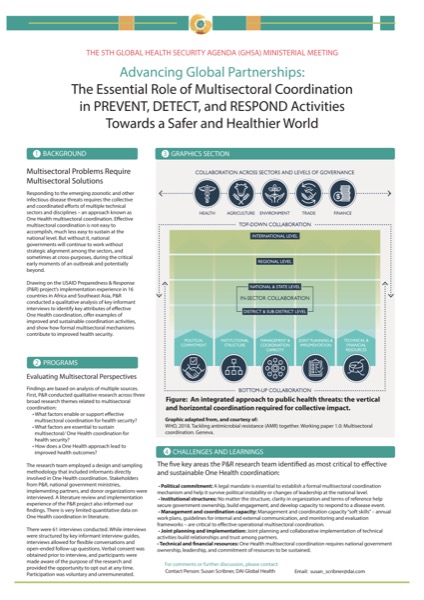 THE 5TH GLOBAL HEALTH SECURITY AGENDA (GHSA) MINISTERIAL MEETING
Advancing Global Partnerships:
The Essential Role of Multisectoral Coordination
in PREVENT, DETECT, and RESPOND Activities
Towards a Safer and Healthier World
1 BACKGROUND
Multisectoral Problems Require
Multisectoral Solutions
Responding to the emerging zoonotic and other
infectious disease threats requires the collective
and coordinated efforts of multiple technical
sectors and disciplines – an approach known as
One Health multisectoral coordination. Effective
multisectoral coordination is not easy to
accomplish, much less easy to sustain at the
national level. But without it, national
governments will continue to work without
strategic alignment among the sectors, and
sometimes at cross-purposes, during the critical
early moments of an outbreak and potentially
beyond.
Drawing on the USAID Preparedness & Response
(P&R) project's implementation experience in 16
countries in Africa and Southeast Asia, P&R
conducted a qualitative analysis of key informant
interviews to identify key attributes of effective
One Health coordination, offer examples of
improved and sustained coordination activities,
and show how formal multisectoral mechanisms
contribute to improved health security.
2 PROGRAMS
Evaluating Multisectoral Perspectives
Findings are based on analysis of multiple sources.
First, P&R conducted qualitative research across three
broad research themes related to multisectoral
coordination:
• What factors enable or support effective
multisectoral coordination for health security?
• What factors are essential to sustain
multisectoral One Health coordination for
health security?
• How does a One Health approach lead to
improved health outcomes?
The research team employed a design and sampling
methodology that included informants directly
involved in One Health coordination. Stakeholders
from P&R, national government ministries,
implementing partners, and donor organizations were
interviewed. A literature review and implementation
experience of the P&R project also informed our
findings. There is very limited quantitative data on
One Health coordination in literature.
There were 61 interviews conducted. While interviews
were structured by key informant interview guides,
interviews allowed for flexible conversations and
open-ended follow-up questions. Verbal consent was
obtained prior to interview, and participants were
made aware of the purpose of the research and
provided the opportunity to opt out at any time.
Participation was voluntary and unremunerated.
3 GRAPHICS SECTION
COLLABORATION ACROSS SECTORS AND LEVELS OF GOVERNANCE
HEALTH AGRICULTURE ENVIRONMENT TRADE FINANCE
TOP-DOWN COLLABORATION
INTERNATIONAL LEVEL
REGIONAL LEVEL
NATIONAL & STATE LEVEL
IN-SECTOR COLLABORATION
DISTRICT & SUB-DISTRICT LEVEL
POLITICAL COMMITMENT
INSTITUTIONAL STRUCTURE
MANAGEMENT & COORDINATION CAPACITY
JOINT PLANNING & IMPLEMENTATION
TECHNICAL & FINANCIAL RESOURCES
BOTTOM-UP COLLABORATION
Figure: An integrated approach to public health threats: the vertical
and horizontal coordination required for collective impact.
Graphic adapted from, and courtesy of:
WHO, 2018. Tackling antimicrobial resistance (AMR) together. Working paper 1.0: Multisectoral
coordination. Geneva.
4 CHALLENGES AND LEARNINGS
The five key areas the P&R research team identified as most critical to effective
and sustainable One Health coordination:
- Political commitment: A legal mandate is essential to establish a formal multisectoral coordination
mechanism and help it survive political instability or changes of leadership at the national level.
- Institutional structures: No matter the structure, clarity in organization and terms of reference help
secure government ownership, build engagement, and develop capacity to respond to a disease event.
- Management and coordination capacity: Management and coordination capacity "soft skills" – annual
work plans, guidelines for internal and external communication, and monitoring and evaluation
frameworks – are critical to effective operational multisectoral coordination.
- Joint planning and implementation: Joint planning and collaborative implementation of technical
activities build relationships and trust among partners.
- Technical and financial resources: One Health multisectoral coordination requires national government
ownership, leadership, and commitment of resources to be sustained.
For comments or further discussion, please contact:
Contact Person: Susan Scribner, DAI Global Health Email: susan_scribner@dai.com